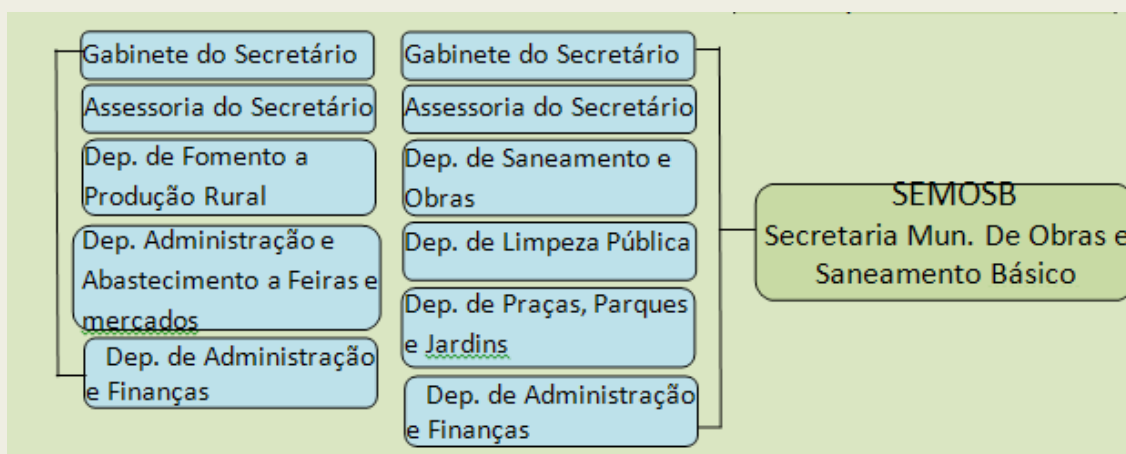 Gabinete do Secretário
Assessoria do Secretário
Dep. de Fomento a
Produção Rural
Dep. Administração e
Abastecimento a Feiras e
mercados
Dep. de Administração
e Finanças
Gabinete do Secretário
Assessoria do Secretário
Dep. de Saneamento e
Obras
Dep. de Limpeza Pública
Dep. de Praças, Parques
e Jardins
Dep. de Administração
e Finanças
SEMOSB
Secretaria Mun. De Obras e
Saneamento Básico